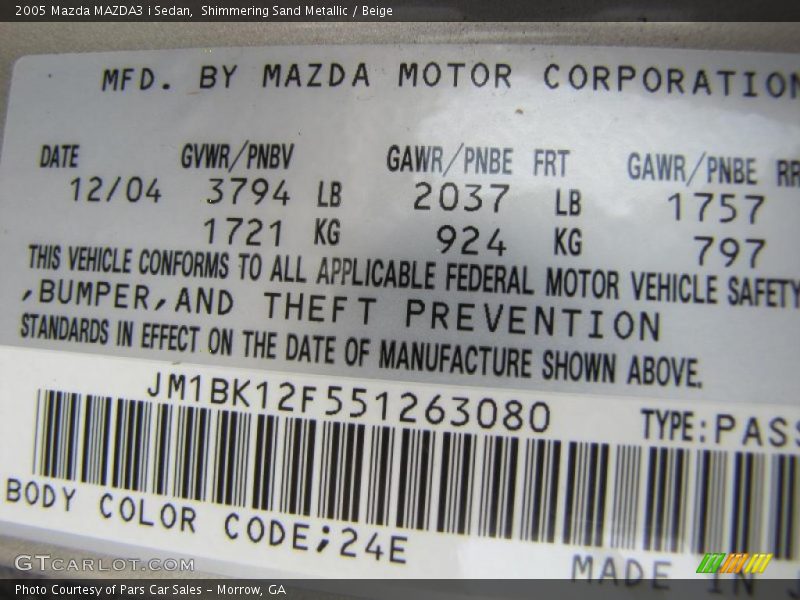 2005 Mazda MAZDA3 i Sedan, Shimmering Sand Metallic / Beige
MFD. BY MAZDA MOTOR CORPORATION
DATE GVWR/PNBV GAWR/PNBE FRT GAWR/PNBE RR
12/04 3794 LB 2037 LB 1757
1721 KG 924 KG 797
THIS VEHICLE CONFORMS TO ALL APPLICABLE FEDERAL MOTOR VEHICLE SAFETY
,BUMPER,AND THEFT PREVENTION
STANDARDS IN EFFECT ON THE DATE OF MANUFACTURE SHOWN ABOVE.
JM1BK12F551263080 TYPE:PASS
BODY COLOR CODE;24E
MADE IN
GTCARLOT.COM
Photo Courtesy of Pars Car Sales - Morrow, GA